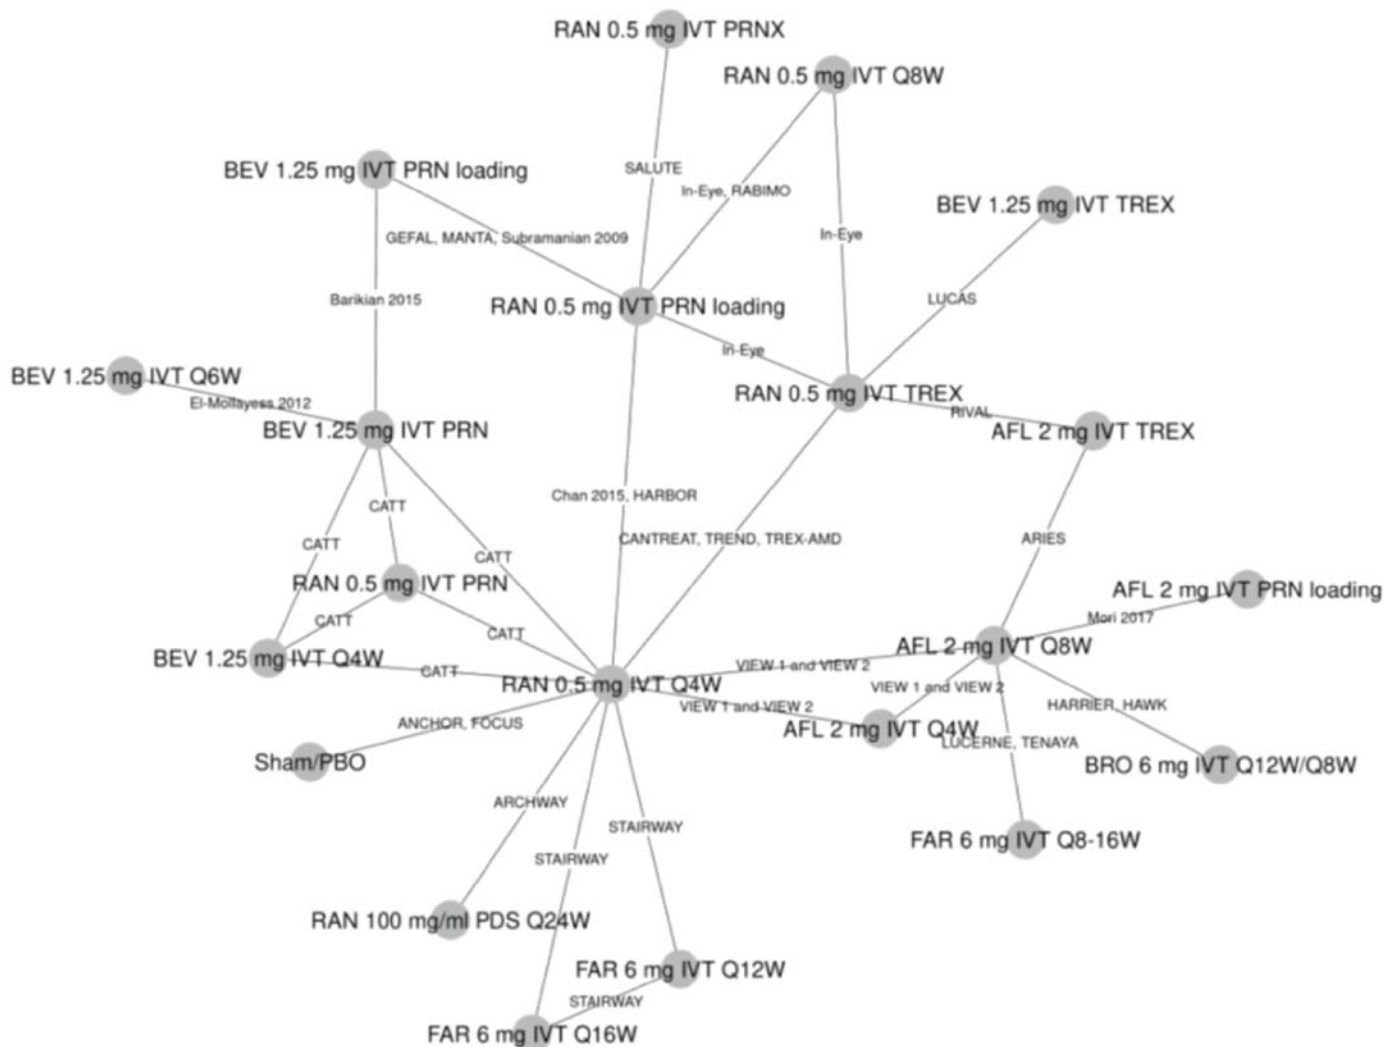 RAN 0.5 mg IVT PRNX
RAN 0.5 mg IVT Q8W
BEV 1.25 mg IVT PRN loading
SALUTE
In-Eye, RABIMO
BEV 1.25 mg IVT TREX
GEFAL, MANTA, Subramanian 2009
In-Eye
Barikian 2015
LUCAS
RAN 0.5 mg IVT PRN loading
In-Eye
BEV 1.25 mg IVT Q6W
El-Mollayess 2012
RAN 0.5 mg IVT TREX
RIVAL
BEV 1.25 mg IVT PRN
AFL 2 mg IVT TREX
Chan 2015, HARBOR
CATT
CANTREAT, TREND, TREX-AMD
ARIES
CATT
CATT
RAN 0.5 mg IVT PRN
AFL 2 mg IVT PRN loading
Mori 2017
CATT
CATT
AFL 2 mg IVT Q8W
BEV 1.25 mg IVT Q4W
CATT
VIEW 1 and VIEW 2
RAN 0.5 mg IVT Q4W
VIEW 1 and VIEW 2
VIEW 1 and VIEW 2
HARRIER, HAWK
ANCHOR, FOCUS
AFL 2 mg IVT Q4W
LUCERNE, TENAYA
Sham/PBO
BRO 6 mg IVT Q12W/Q8W
ARCHWAY
STAIRWAY
FAR 6 mg IVT Q8-16W
STAIRWAY
RAN 100 mg/ml PDS Q24W
FAR 6 mg IVT Q12W
STAIRWAY
FAR 6 mg IVT Q16W